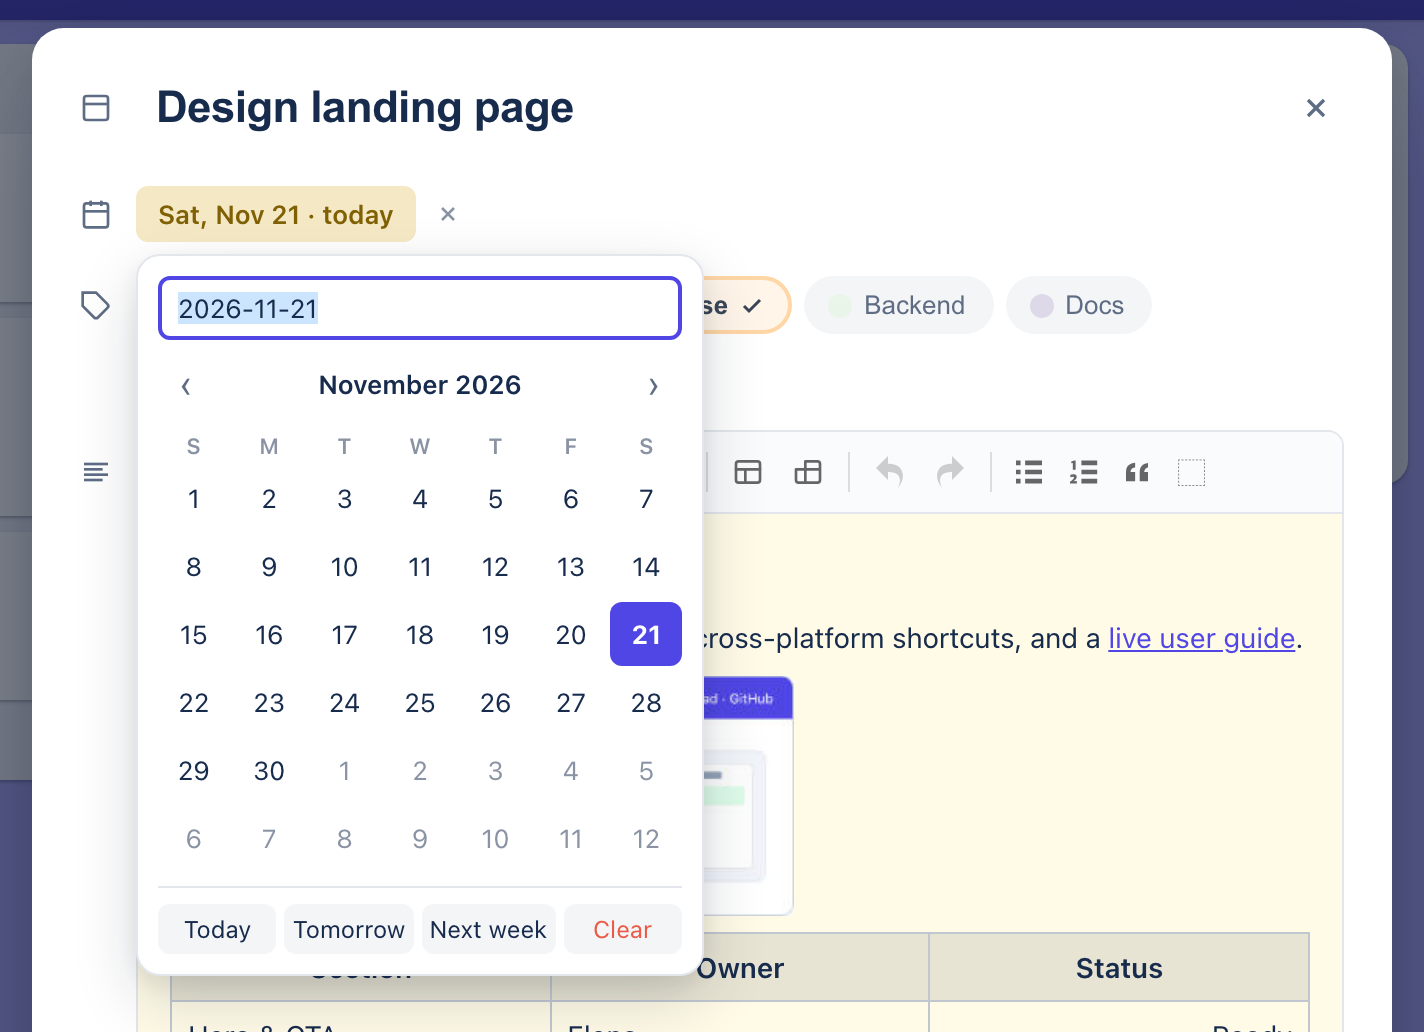 Design landing page
Sat, Nov 21 · today
2026-11-21
Backend
Docs
November 2026
S M T W T F S
1 2 3 4 5 6 7
8 9 10 11 12 13 14
15 16 17 18 19 20 21
22 23 24 25 26 27 28
29 30 1 2 3 4 5
6 7 8 9 10 11 12
cross-platform shortcuts, and a live user guide.
· GitHub
Today Tomorrow Next week Clear
Owner Status